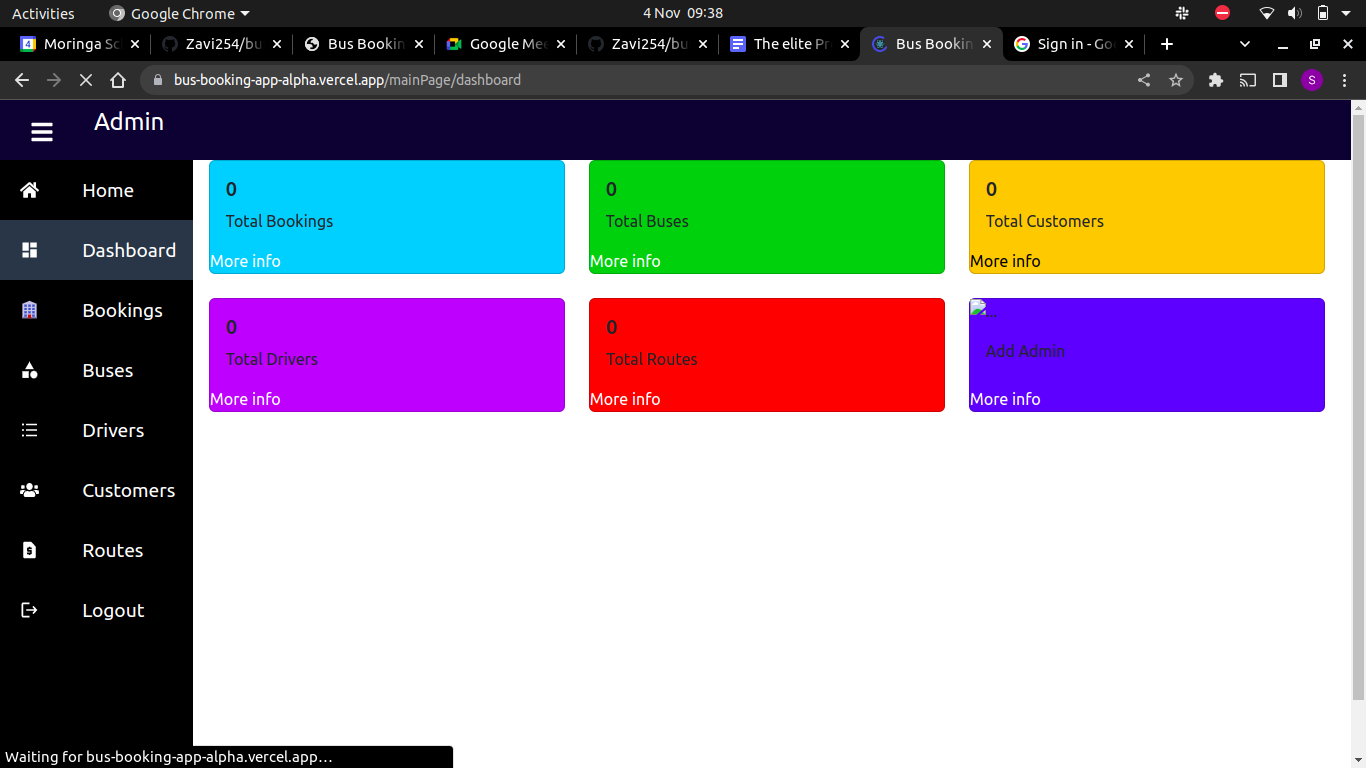 Activities
Google Chrome
4 Nov 09:38
Moringa Sc
Zavi254/bu
Bus Bookin
Google Mee
Zavi254/bu
The elite Pr
Bus Bookin
Sign in - Go
bus-booking-app-alpha.vercel.app/mainPage/dashboard
S
Admin
Home
Dashboard
Bookings
Buses
Drivers
Customers
Routes
Logout
0
Total Bookings
More info
0
Total Buses
More info
0
Total Customers
More info
0
Total Drivers
More info
0
Total Routes
More info
...
Add Admin
More info
Waiting for bus-booking-app-alpha.vercel.app…